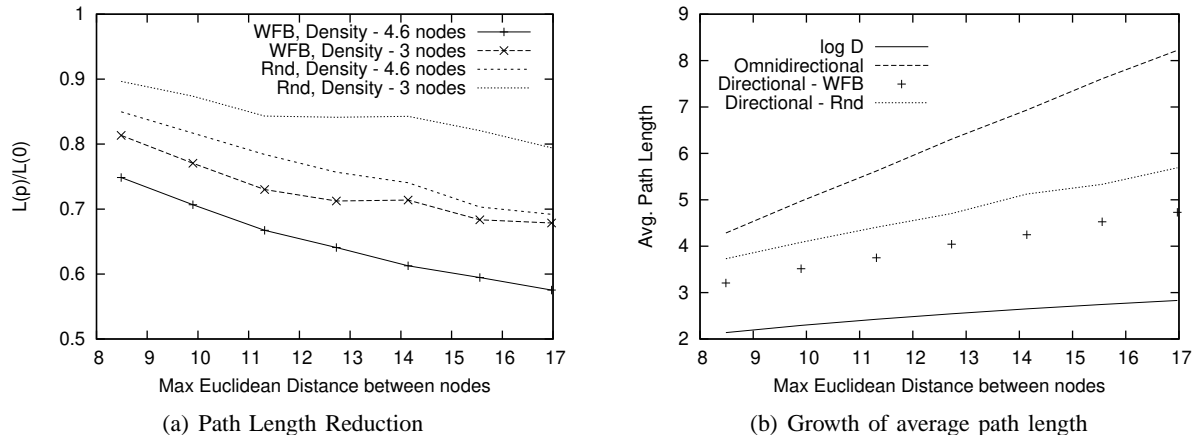 1
0.9
0.8
0.7
0.6
0.5
L(p)/L(0)
WFB, Density - 4.6 nodes
WFB, Density - 3 nodes
Rnd, Density - 4.6 nodes
Rnd, Density - 3 nodes
8 9 10 11 12 13 14 15 16 17
Max Euclidean Distance between nodes
(a) Path Length Reduction
9
8
7
6
5
4
3
2
Avg. Path Length
log D
Omnidirectional
Directional - WFB
Directional - Rnd
8 9 10 11 12 13 14 15 16 17
Max Euclidean Distance between nodes
(b) Growth of average path length